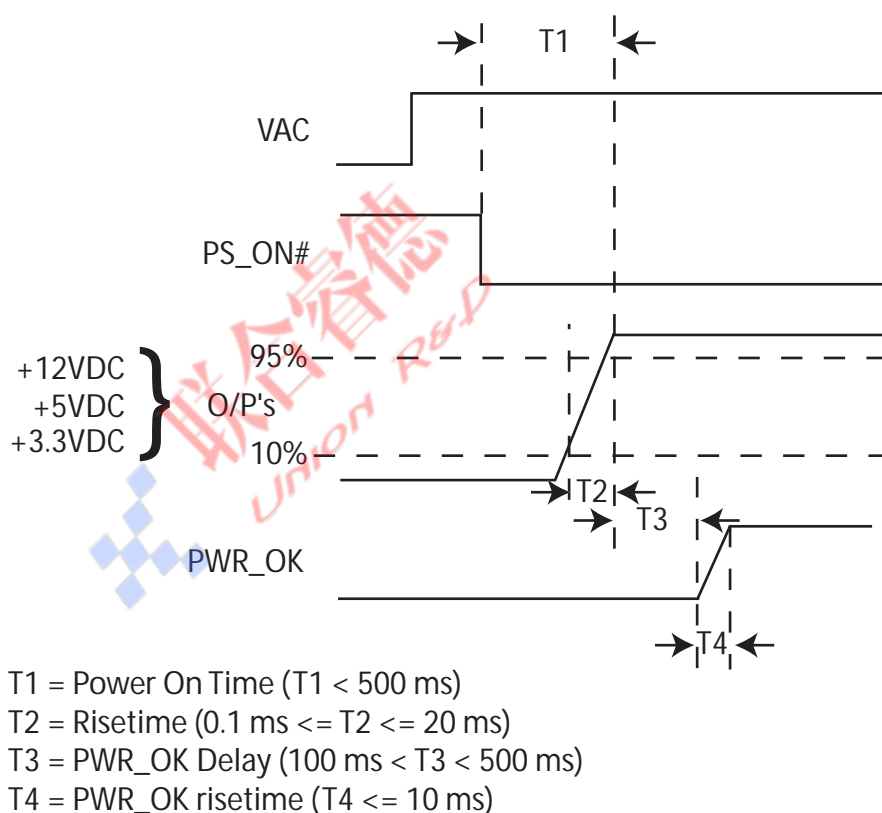 T1
VAC
PS_ON#
+12VDC
+5VDC
+3.3VDC
95%
O/P's
10%
T2
T3
PWR_OK
T4
联合睿德
UNION R&D
T1 = Power On Time (T1 < 500 ms)
T2 = Risetime (0.1 ms <= T2 <= 20 ms)
T3 = PWR_OK Delay (100 ms < T3 < 500 ms)
T4 = PWR_OK risetime (T4 <= 10 ms)